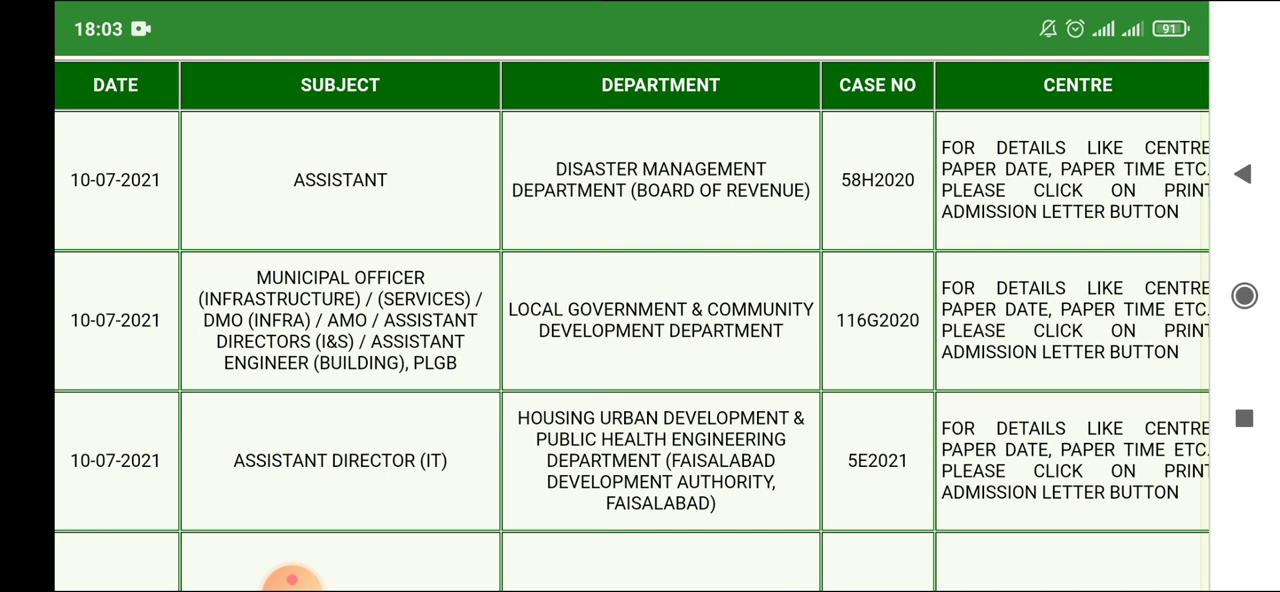 18:03
91
DATE
SUBJECT
DEPARTMENT
CASE NO
CENTRE
10-07-2021
ASSISTANT
DISASTER MANAGEMENT
DEPARTMENT (BOARD OF REVENUE)
58H2020
FOR DETAILS LIKE CENTRE
PAPER DATE, PAPER TIME ETC.
PLEASE CLICK ON PRINT
ADMISSION LETTER BUTTON
10-07-2021
MUNICIPAL OFFICER
(INFRASTRUCTURE) / (SERVICES) /
DMO (INFRA) / AMO / ASSISTANT
DIRECTORS (I&S) / ASSISTANT
ENGINEER (BUILDING), PLGB
LOCAL GOVERNMENT & COMMUNITY
DEVELOPMENT DEPARTMENT
116G2020
FOR DETAILS LIKE CENTRE
PAPER DATE, PAPER TIME ETC.
PLEASE CLICK ON PRINT
ADMISSION LETTER BUTTON
10-07-2021
ASSISTANT DIRECTOR (IT)
HOUSING URBAN DEVELOPMENT &
PUBLIC HEALTH ENGINEERING
DEPARTMENT (FAISALABAD
DEVELOPMENT AUTHORITY,
FAISALABAD)
5E2021
FOR DETAILS LIKE CENTRE
PAPER DATE, PAPER TIME ETC.
PLEASE CLICK ON PRINT
ADMISSION LETTER BUTTON